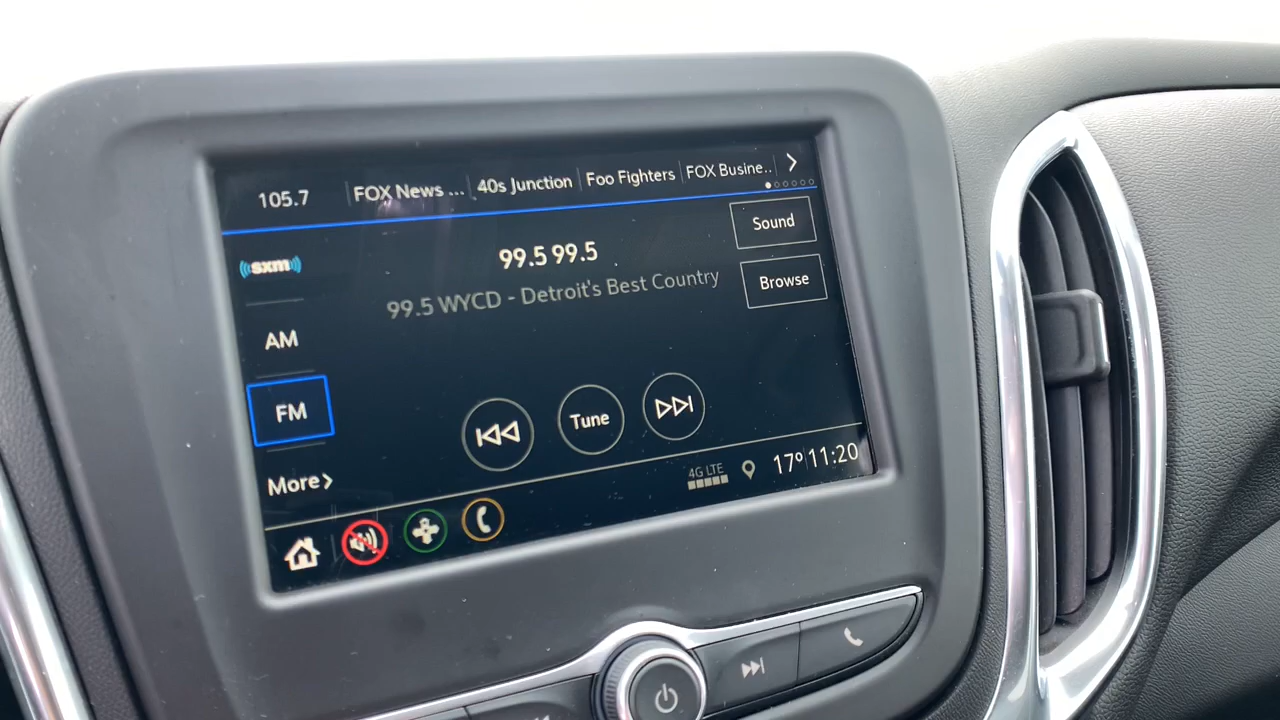 105.7
FOX News ...
40s Junction
Foo Fighters
FOX Busine..
sxm
99.5 99.5
Sound
99.5 WYCD - Detroit's Best Country
Browse
AM
FM
Tune
More
4G LTE
17° 11:20